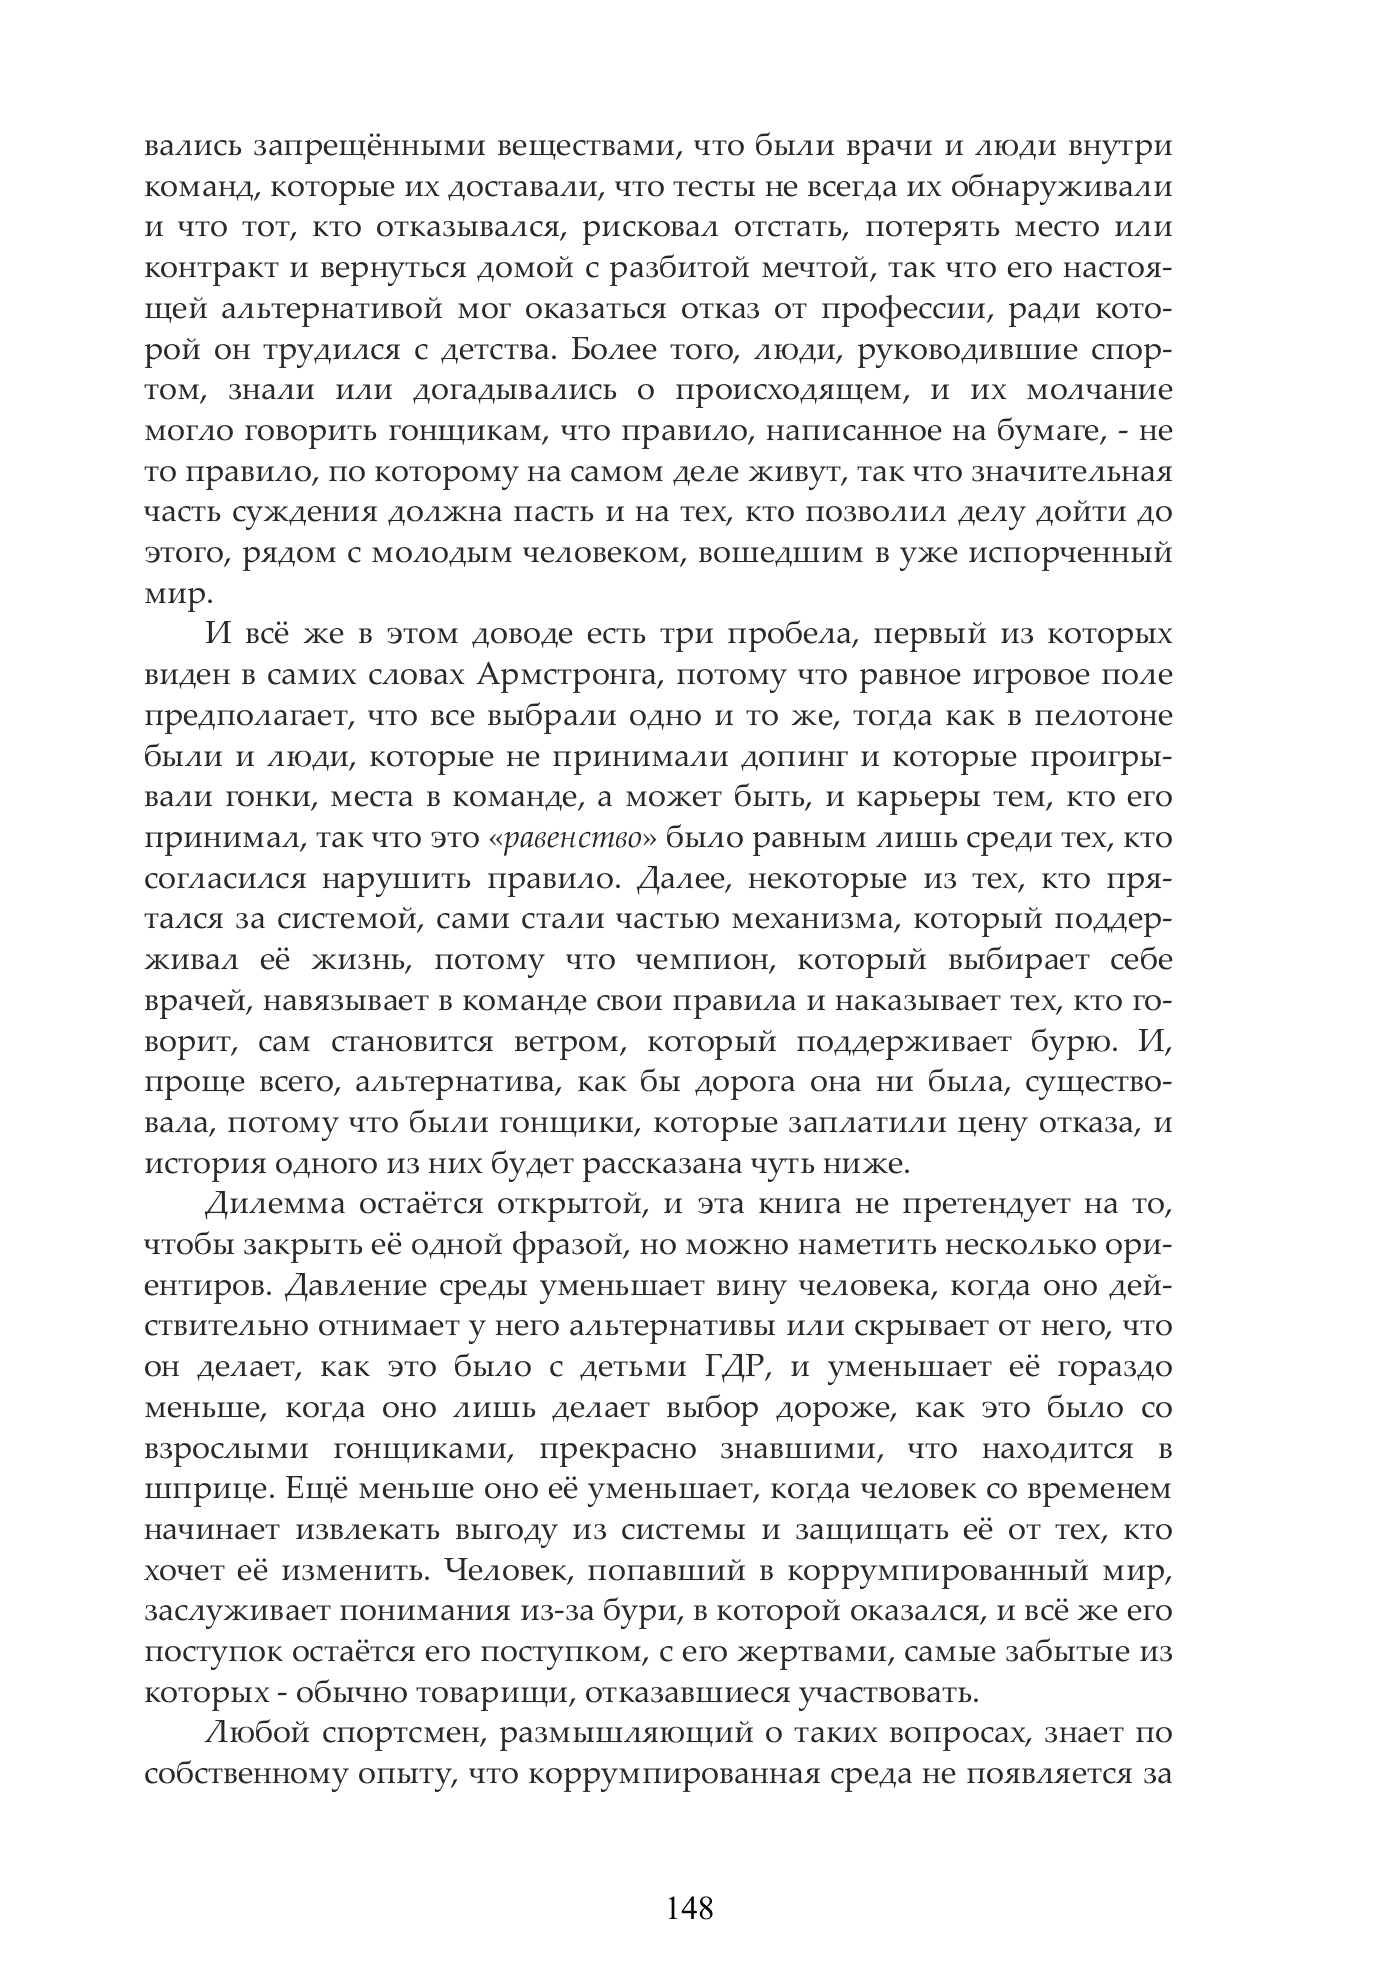 вались запрещёнными веществами, что были врачи и люди внутри
команд, которые их доставали, что тесты не всегда их обнаруживали
и что тот, кто отказывался, рисковал отстать, потерять место или
контракт и вернуться домой с разбитой мечтой, так что его настоя-
щей альтернативой мог оказаться отказ от профессии, ради кото-
рой он трудился с детства. Более того, люди, руководившие спор-
том, знали или догадывались о происходящем, и их молчание
могло говорить гонщикам, что правило, написанное на бумаге, - не
то правило, по которому на самом деле живут, так что значительная
часть суждения должна пасть и на тех, кто позволил делу дойти до
этого, рядом с молодым человеком, вошедшим в уже испорченный
мир.
И всё же в этом доводе есть три пробела, первый из которых
виден в самих словах Армстронга, потому что равное игровое поле
предполагает, что все выбрали одно и то же, тогда как в пелотоне
были и люди, которые не принимали допинг и которые проигры-
вали гонки, места в команде, а может быть, и карьеры тем, кто его
принимал, так что это «равенство» было равным лишь среди тех, кто
согласился нарушить правило. Далее, некоторые из тех, кто пря-
тался за системой, сами стали частью механизма, который поддер-
живал её жизнь, потому что чемпион, который выбирает себе
врачей, навязывает в команде свои правила и наказывает тех, кто го-
ворит, сам становится ветром, который поддерживает бурю. И,
проще всего, альтернатива, как бы дорога она ни была, существо-
вала, потому что были гонщики, которые заплатили цену отказа, и
история одного из них будет рассказана чуть ниже.
Дилемма остаётся открытой, и эта книга не претендует на то,
чтобы закрыть её одной фразой, но можно наметить несколько ори-
ентиров. Давление среды уменьшает вину человека, когда оно дей-
ствительно отнимает у него альтернативы или скрывает от него, что
он делает, как это было с детьми ГДР, и уменьшает её гораздо
меньше, когда оно лишь делает выбор дороже, как это было со
взрослыми гонщиками, прекрасно знавшими, что находится в
шприце. Ещё меньше оно её уменьшает, когда человек со временем
начинает извлекать выгоду из системы и защищать её от тех, кто
хочет её изменить. Человек, попавший в коррумпированный мир,
заслуживает понимания из-за бури, в которой оказался, и всё же его
поступок остаётся его поступком, с его жертвами, самые забытые из
которых - обычно товарищи, отказавшиеся участвовать.
Любой спортсмен, размышляющий о таких вопросах, знает по
собственному опыту, что коррумпированная среда не появляется за
148